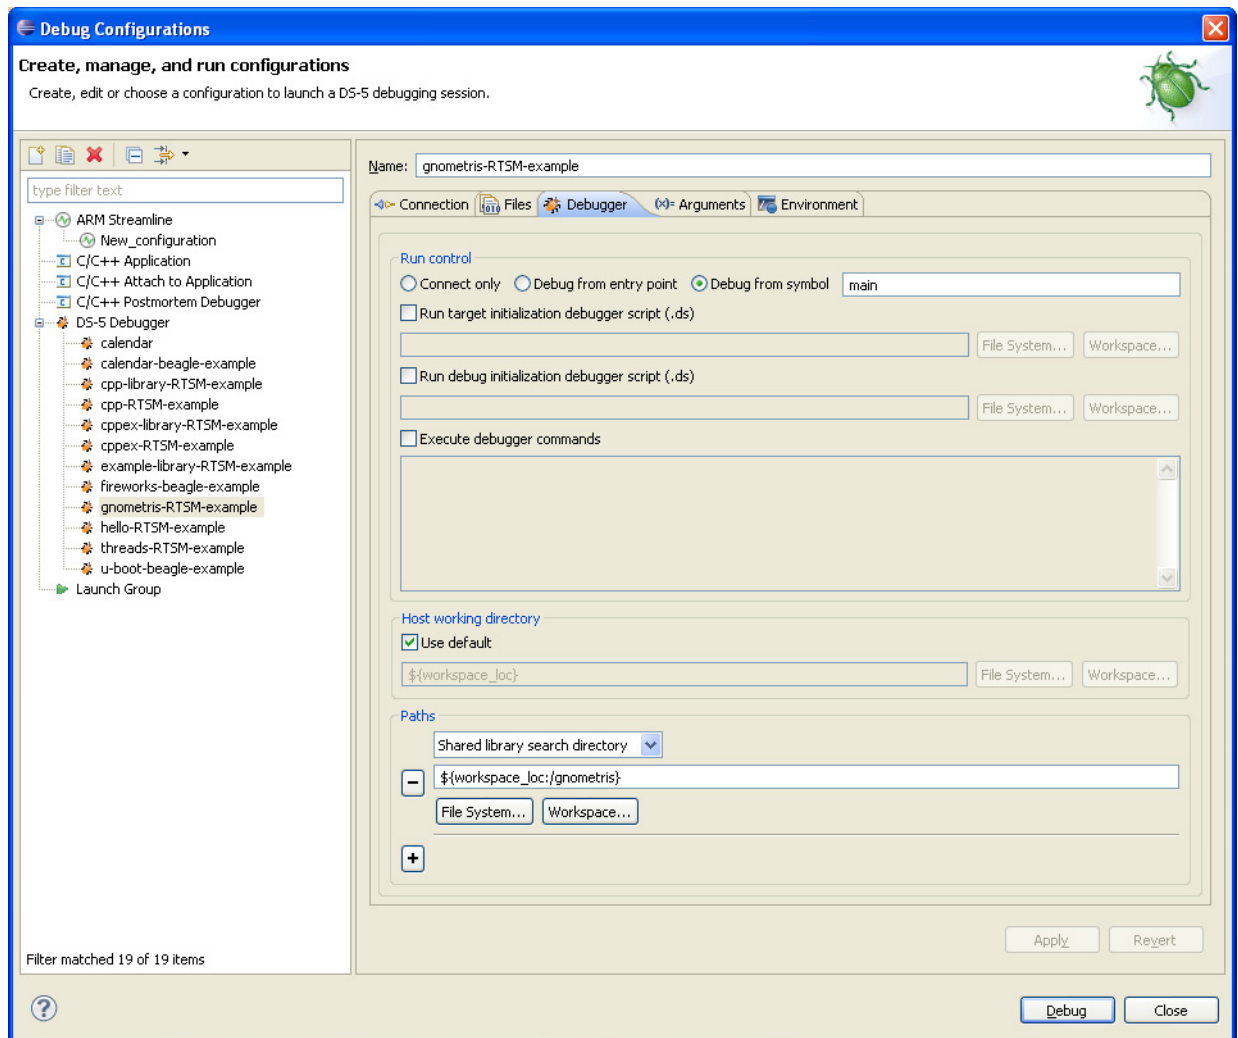 Debug Configurations
Create, manage, and run configurations
Create, edit or choose a configuration to launch a DS-5 debugging session.
type filter text
ARM Streamline
New_configuration
C/C++ Application
C/C++ Attach to Application
C/C++ Postmortem Debugger
DS-5 Debugger
calendar
calendar-beagle-example
cpp-library-RTSM-example
cpp-RTSM-example
cppex-library-RTSM-example
cppex-RTSM-example
example-library-RTSM-example
fireworks-beagle-example
gnometris-RTSM-example
hello-RTSM-example
threads-RTSM-example
u-boot-beagle-example
Launch Group
Filter matched 19 of 19 items
Name: gnometris-RTSM-example
Connection Files Debugger (x)= Arguments Environment
Run control
Connect only Debug from entry point Debug from symbol main
Run target initialization debugger script (.ds)
File System... Workspace...
Run debug initialization debugger script (.ds)
File System... Workspace...
Execute debugger commands
Host working directory
Use default
${workspace_loc} File System... Workspace...
Paths
Shared library search directory
${workspace_loc:/gnometris}
File System... Workspace...
Apply Revert
Debug Close